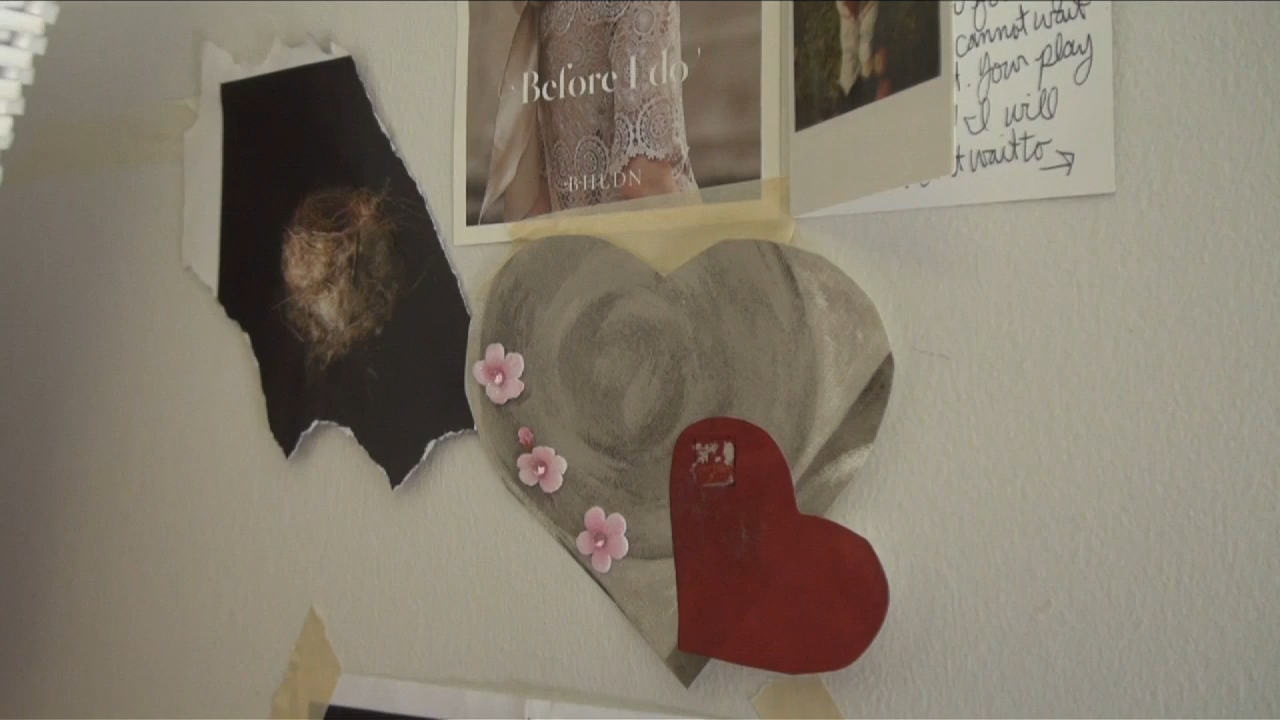 'Before I do'
BHLDN
cannot wait
. Your play
I will
wait to →